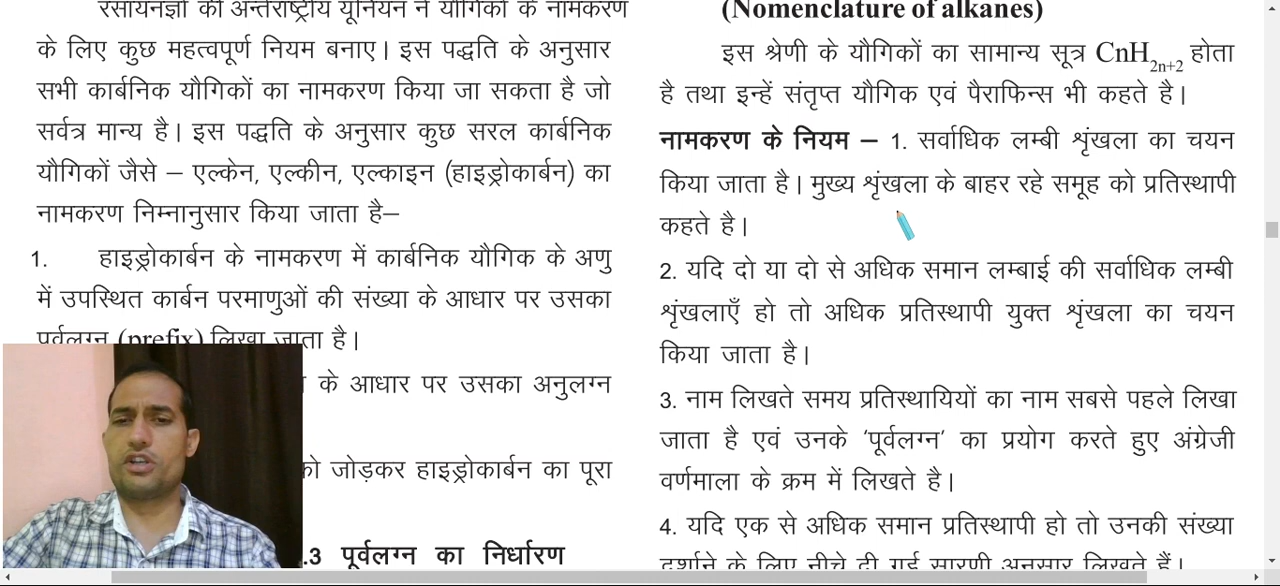 रसायनज्ञों की अन्तर्राष्ट्रीय यूनियन ने यौगिकों के नामकरण
के लिए कुछ महत्वपूर्ण नियम बनाए। इस पद्धति के अनुसार
सभी कार्बनिक यौगिकों का नामकरण किया जा सकता है जो
सर्वत्र मान्य है। इस पद्धति के अनुसार कुछ सरल कार्बनिक
यौगिकों जैसे – एल्केन, एल्कीन, एल्काइन (हाइड्रोकार्बन) का
नामकरण निम्नानुसार किया जाता है–
1. हाइड्रोकार्बन के नामकरण में कार्बनिक यौगिक के अणु
में उपस्थित कार्बन परमाणुओं की संख्या के आधार पर उसका
पूर्वलग्न (prefix) लिखा जाता है।
के आधार पर उसका अनुलग्न
को जोड़कर हाइड्रोकार्बन का पूरा
.3 पूर्वलग्न का निर्धारण
(Nomenclature of alkanes)
इस श्रेणी के यौगिकों का सामान्य सूत्र CnH2n+2 होता
है तथा इन्हें संतृप्त यौगिक एवं पैराफिन्स भी कहते है।
नामकरण के नियम – 1. सर्वाधिक लम्बी शृंखला का चयन
किया जाता है। मुख्य शृंखला के बाहर रहे समूह को प्रतिस्थापी
कहते है।
2. यदि दो या दो से अधिक समान लम्बाई की सर्वाधिक लम्बी
शृंखलाएँ हो तो अधिक प्रतिस्थापी युक्त शृंखला का चयन
किया जाता है।
3. नाम लिखते समय प्रतिस्थायियों का नाम सबसे पहले लिखा
जाता है एवं उनके 'पूर्वलग्न' का प्रयोग करते हुए अंग्रेजी
वर्णमाला के क्रम में लिखते है।
4. यदि एक से अधिक समान प्रतिस्थापी हो तो उनकी संख्या
दर्शाने के लिए नीचे दी गई सारणी अनुसार लिखते हैं।